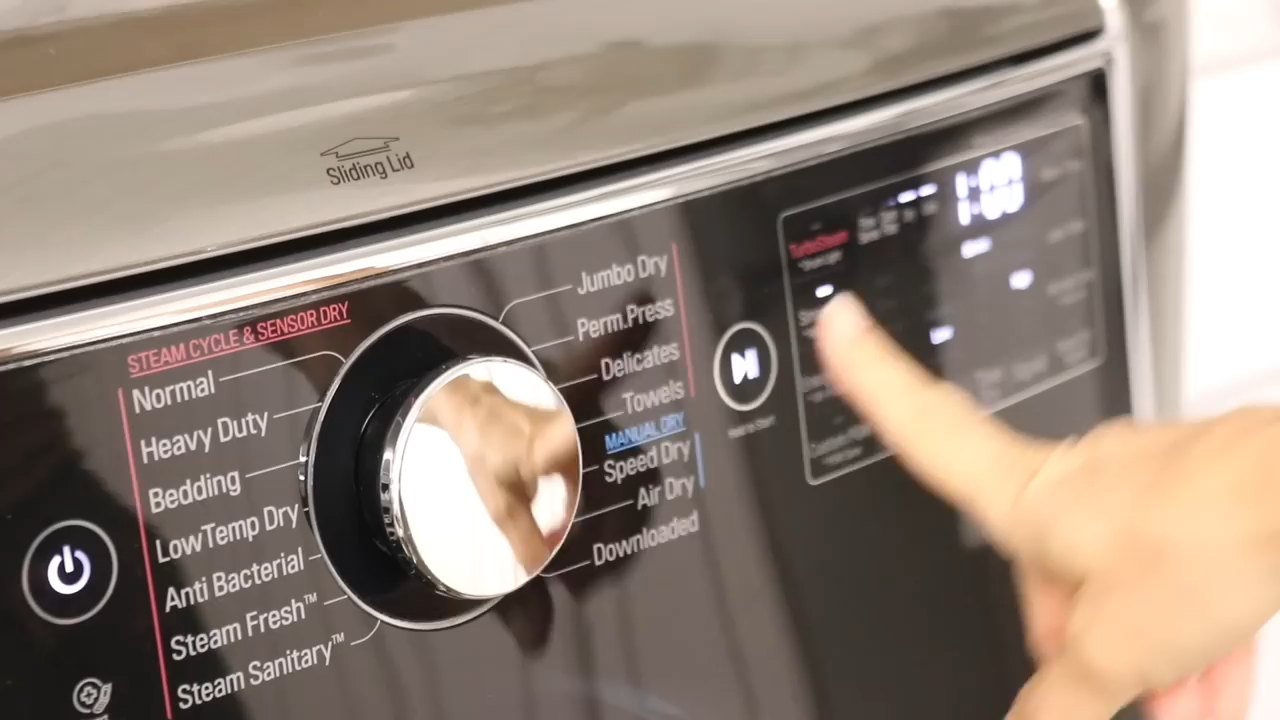 Sliding Lid
STEAM CYCLE & SENSOR DRY
Normal
Heavy Duty
Bedding
LowTemp Dry
Anti Bacterial
Steam Fresh™
Steam Sanitary™
Jumbo Dry
Perm.Press
Delicates
Towels
MANUAL DRY
Speed Dry
Air Dry
Downloaded
TurboSteam
1:00